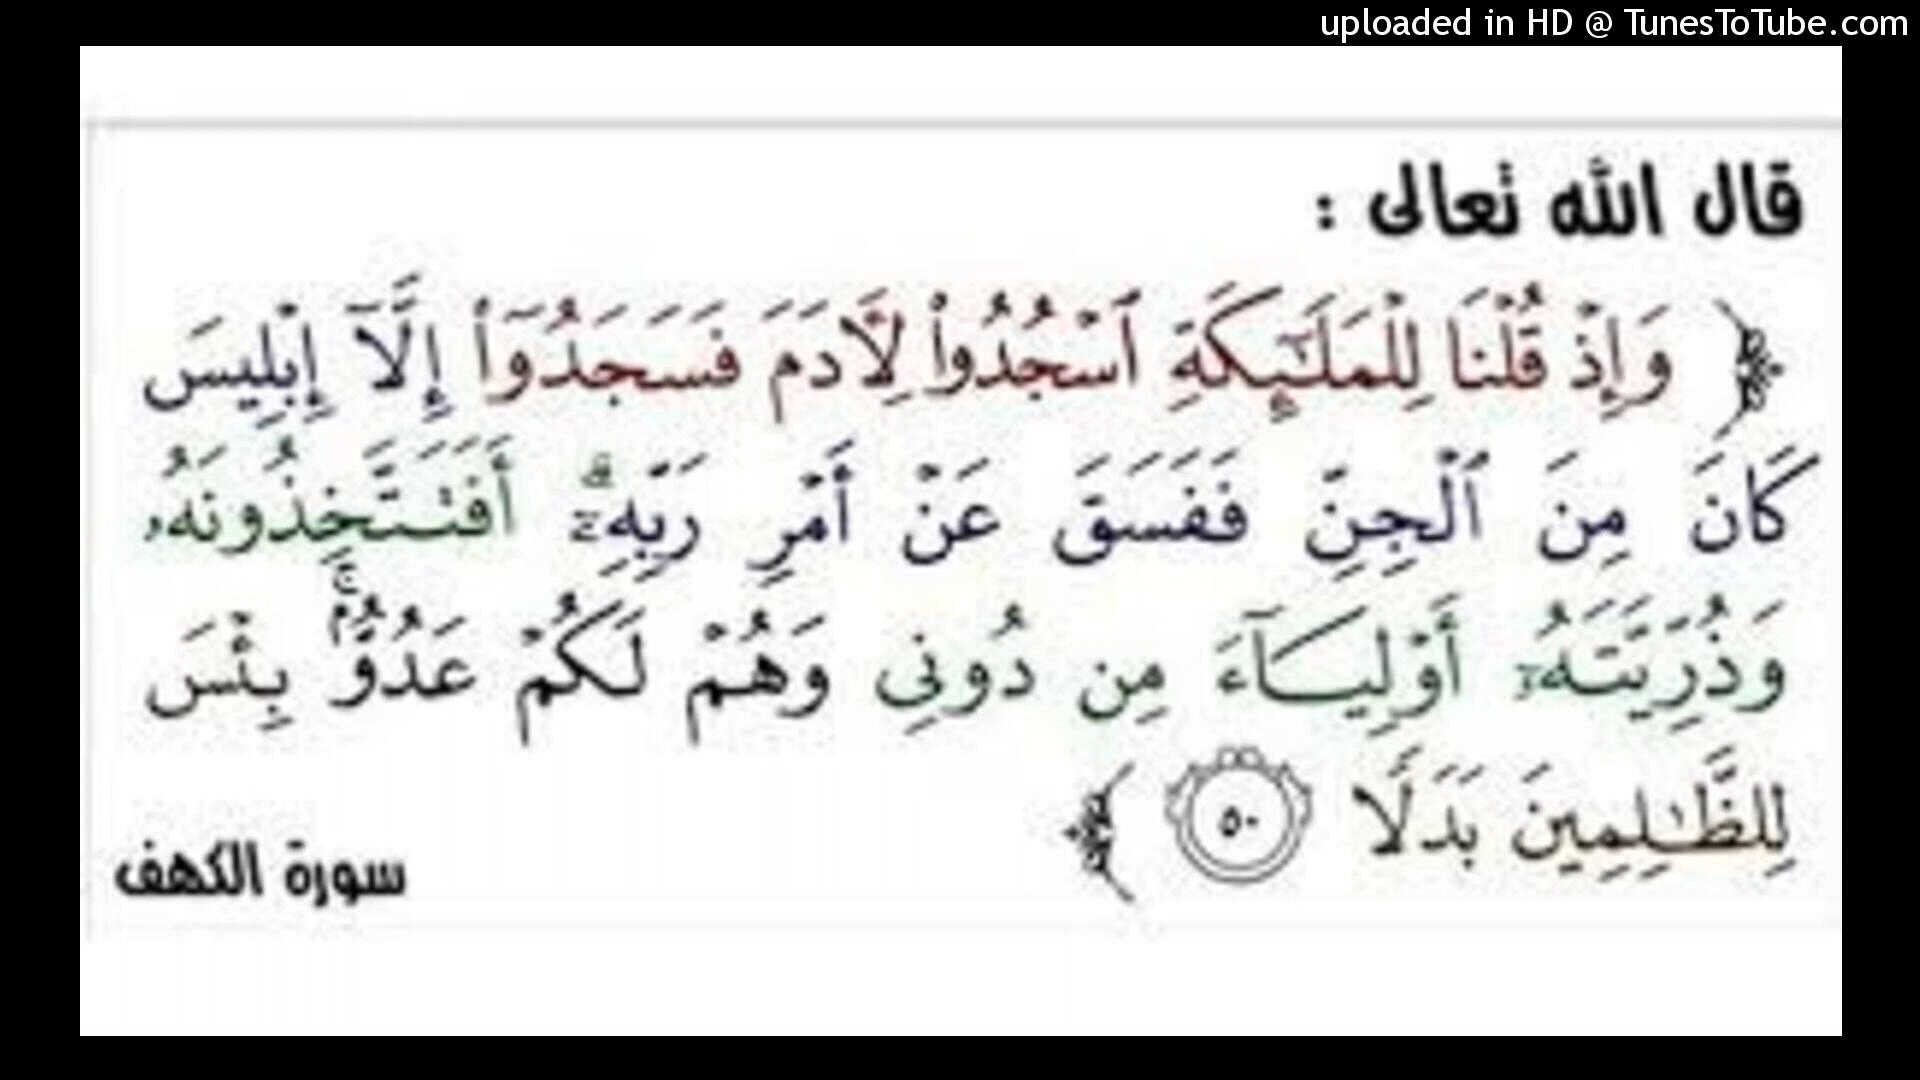 uploaded in HD @ TunesToTube.com
قال الله تعالى :
﴿ وَإِذْ قُلْنَا لِلْمَلَٰٓئِكَةِ ٱسْجُدُوا۟ لِءَادَمَ فَسَجَدُوٓا۟ إِلَّآ إِبْلِيسَ
كَانَ مِنَ ٱلْجِنِّ فَفَسَقَ عَنْ أَمْرِ رَبِّهِۦٓ ۗ أَفَتَتَّخِذُونَهُۥ
وَذُرِّيَّتَهُۥٓ أَوْلِيَآءَ مِن دُونِى وَهُمْ لَكُمْ عَدُوٌّۢ ۚ بِئْسَ
لِلظَّٰلِمِينَ بَدَلًا ٥٠ ﴾
سورة الكهف